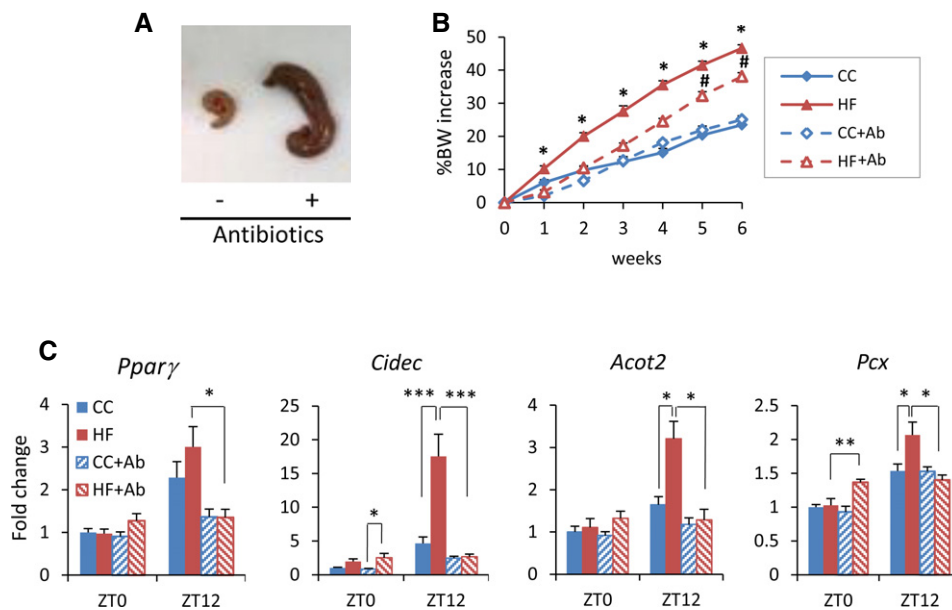 A
- +
Antibiotics
B
%BW increase
50
40
30
20
10
0
* * * * * *
# #
0 1 2 3 4 5 6
weeks
CC
HF
CC+Ab
HF+Ab
C
Pparγ
Fold change
4
3
2
1
0
CC
HF
CC+Ab
HF+Ab
*
ZT0 ZT12
Cidec
25
20
15
10
5
0
*** ***
*
ZT0 ZT12
Acot2
4
3
2
1
0
* *
ZT0 ZT12
Pcx
2.5
2
1.5
1
0.5
0
* *
**
ZT0 ZT12